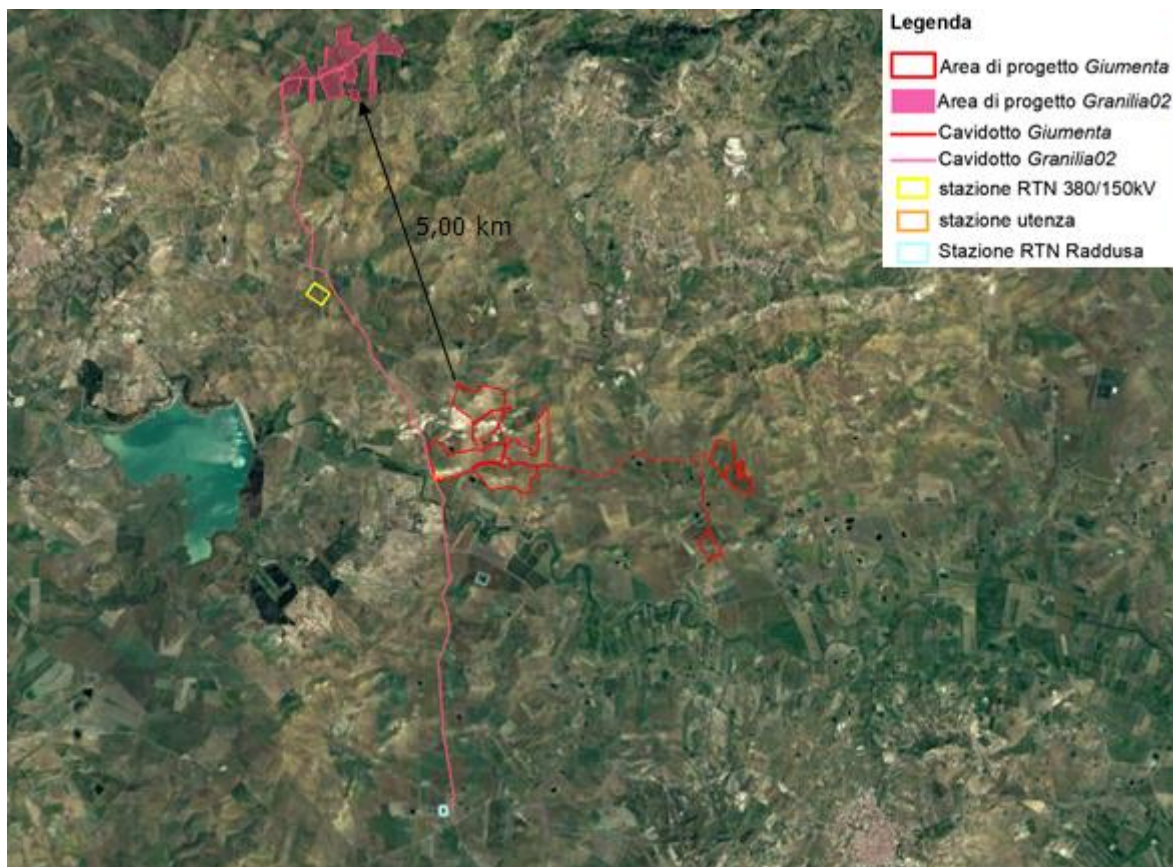 Legenda
Area di progetto Giumenta
Area di progetto Granilia02
Cavidotto Giumenta
Cavidotto Granilia02
stazione RTN 380/150kV
stazione utenza
Stazione RTN Raddusa
5,00 km